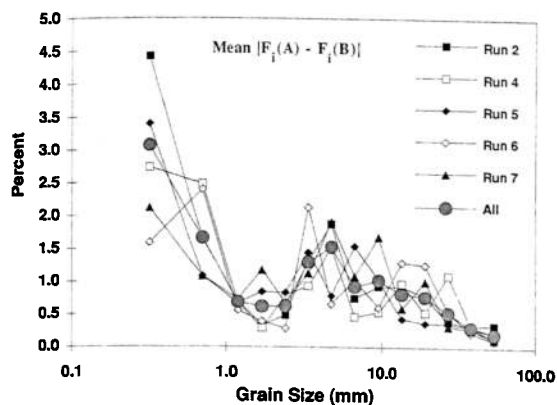 5.0
4.5
4.0
3.5
3.0
2.5
2.0
1.5
1.0
0.5
0.0
Percent
Mean |F_i(A) - F_i(B)|
Run 2
Run 4
Run 5
Run 6
Run 7
All
0.1
1.0
10.0
100.0
Grain Size (mm)